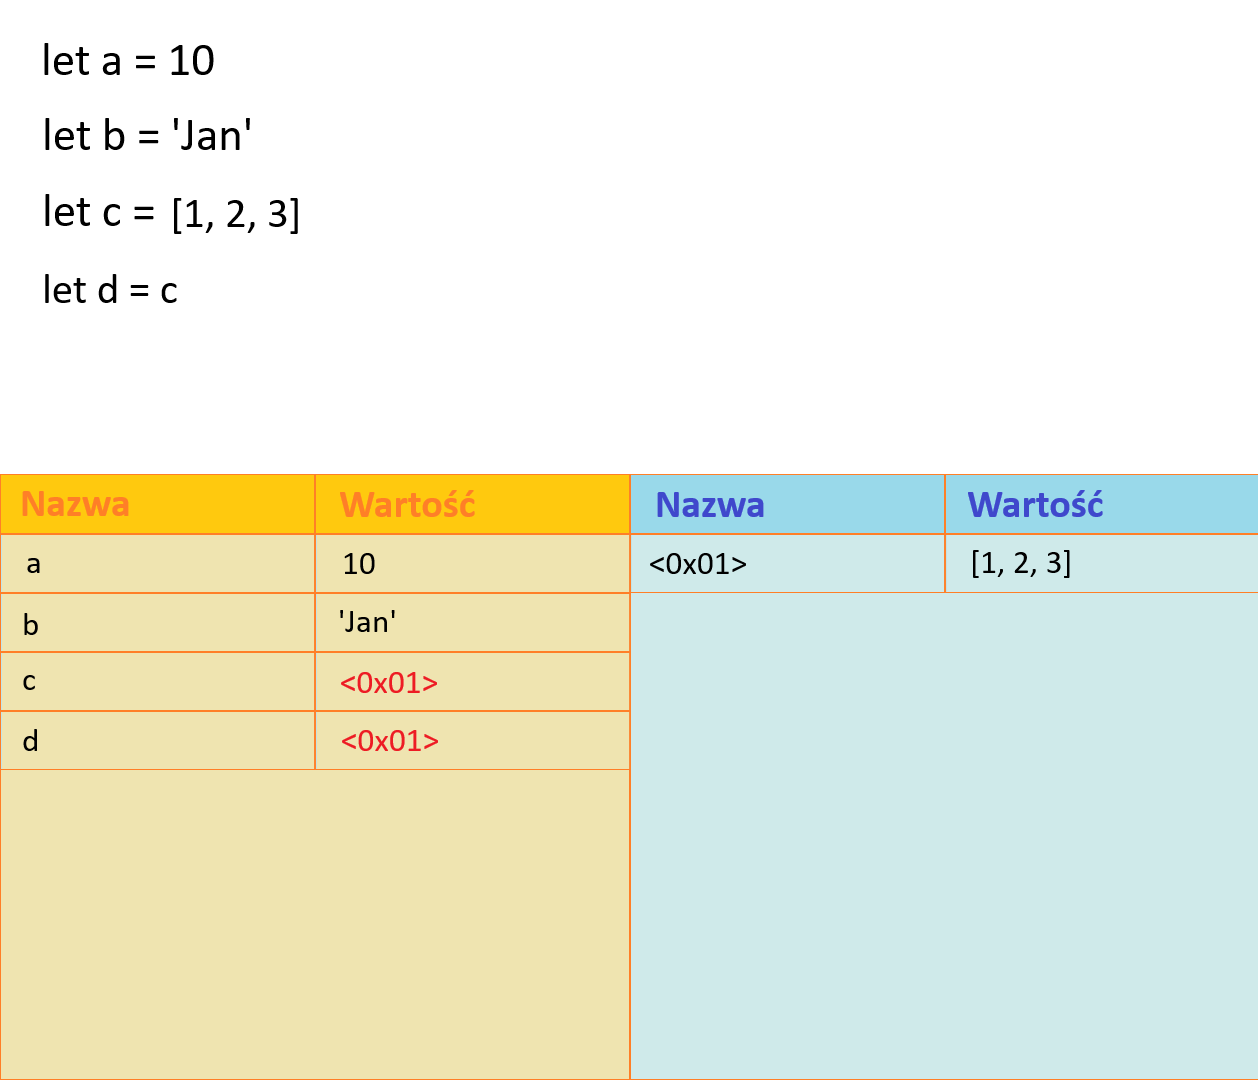 let a = 10
let b = 'Jan'
let c = [1, 2, 3]
let d = c
Nazwa Wartość Nazwa Wartość
a 10 <0x01> [1, 2, 3]
b 'Jan'
c <0x01>
d <0x01>